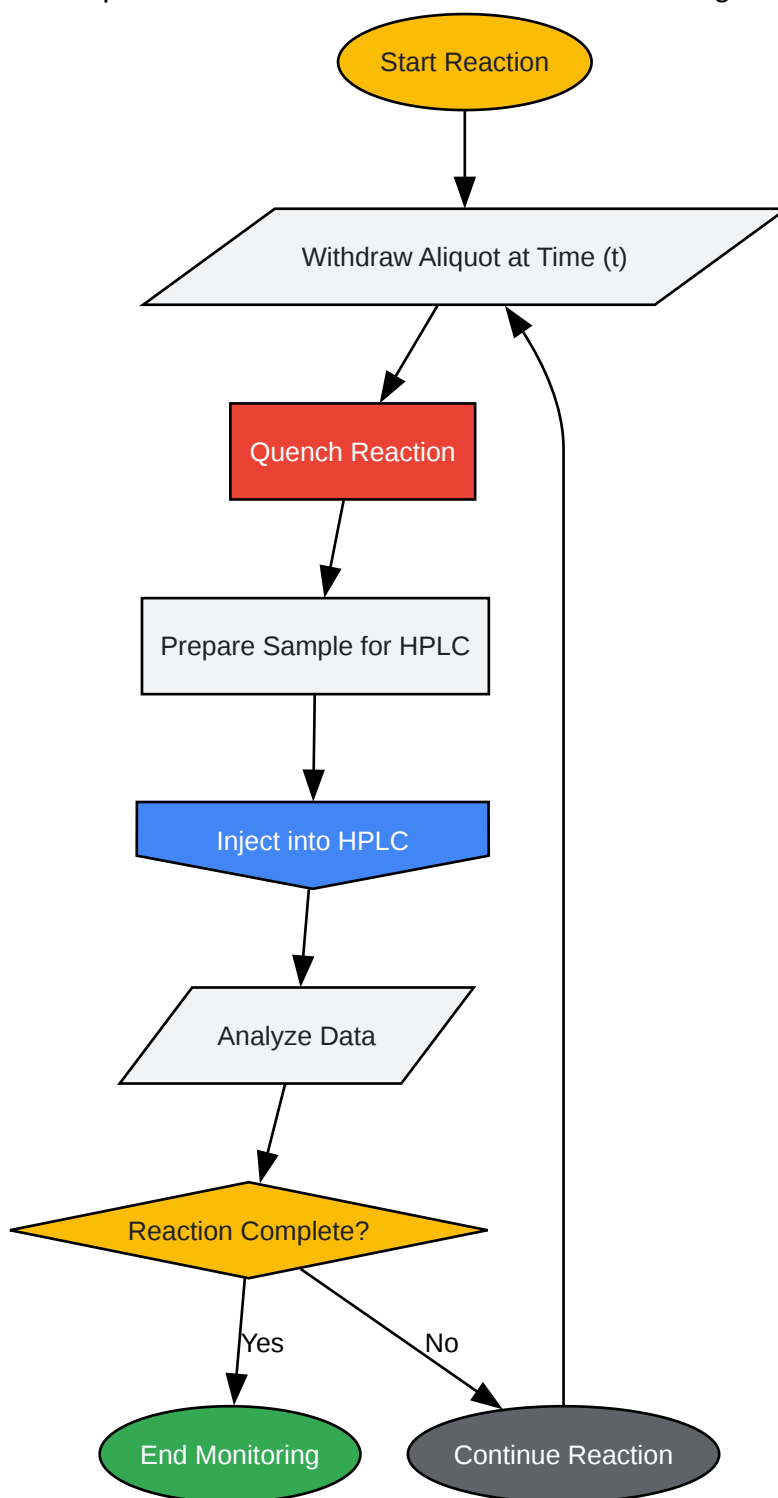 Start Reaction
Withdraw Aliquot at Time (t)
Quench Reaction
Prepare Sample for HPLC
Inject into HPLC
Analyze Data
Reaction Complete?
Yes
No
End Monitoring
Continue Reaction